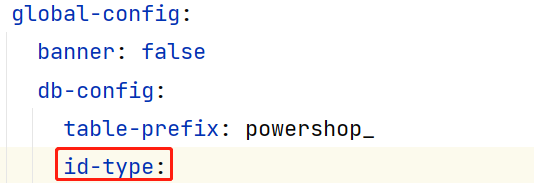 global-config:
banner: false
db-config:
table-prefix: powershop_
id-type: